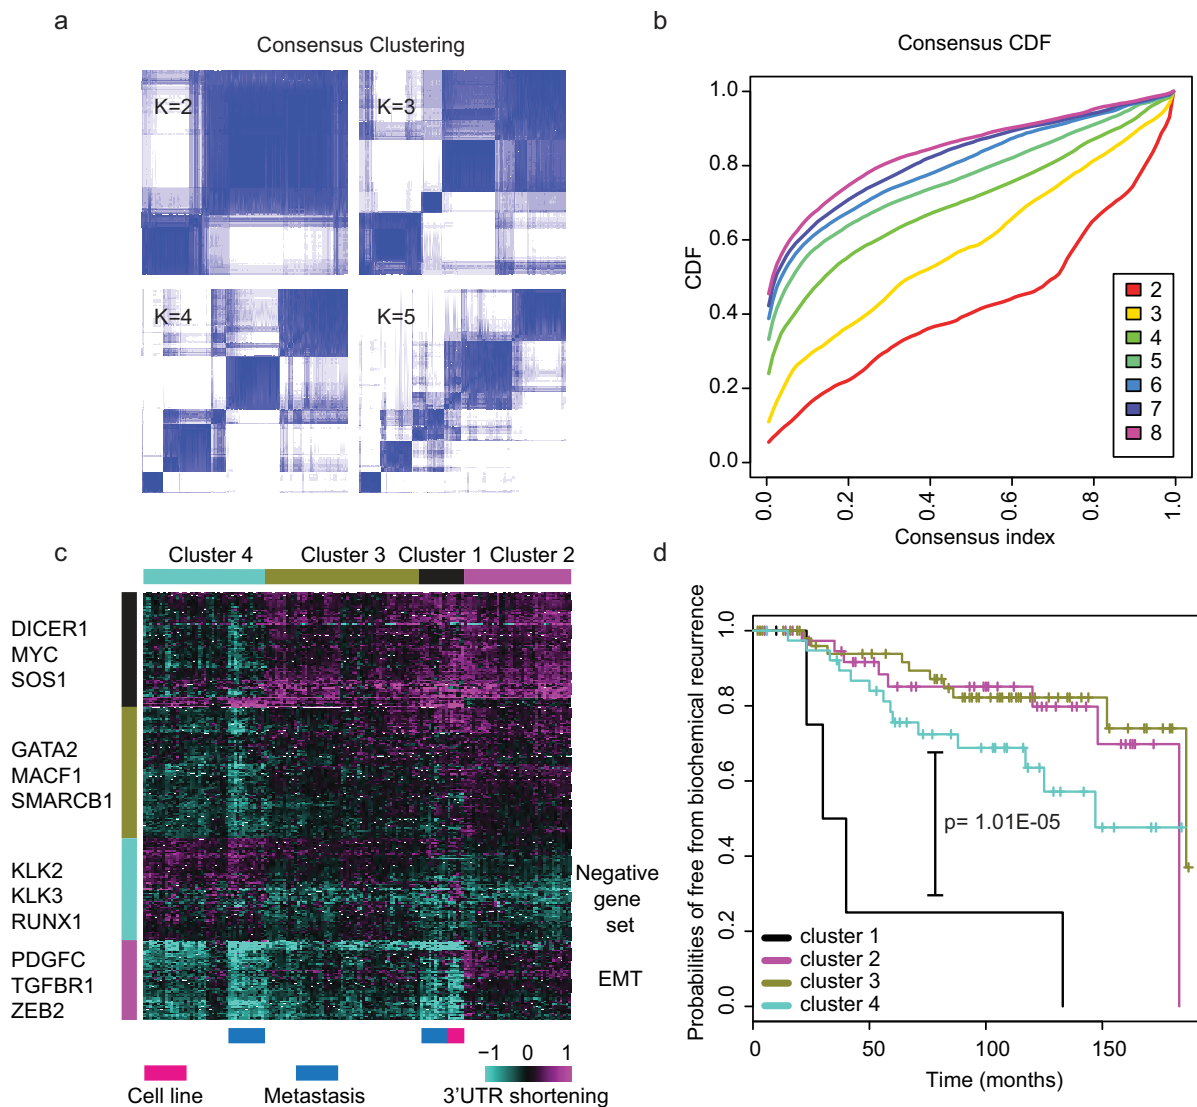 a
Consensus Clustering
K=2
K=3
K=4
K=5
b
Consensus CDF
CDF
1.0
0.8
0.6
0.4
0.2
0.0
2
3
4
5
6
7
8
0.0
0.2
0.4
0.6
0.8
1.0
Consensus index
c
Cluster 4
Cluster 3
Cluster 1
Cluster 2
DICER1
MYC
SOS1
GATA2
MACF1
SMARCB1
KLK2
KLK3
RUNX1
PDGFC
TGFBR1
ZEB2
Negative
gene
set
EMT
−1
0
1
Cell line
Metastasis
3'UTR shortening
d
Probabilities of free from biochemical recurrence
1.0
0.8
0.6
0.4
0.2
0.0
p= 1.01E-05
cluster 1
cluster 2
cluster 3
cluster 4
0
50
100
150
Time (months)